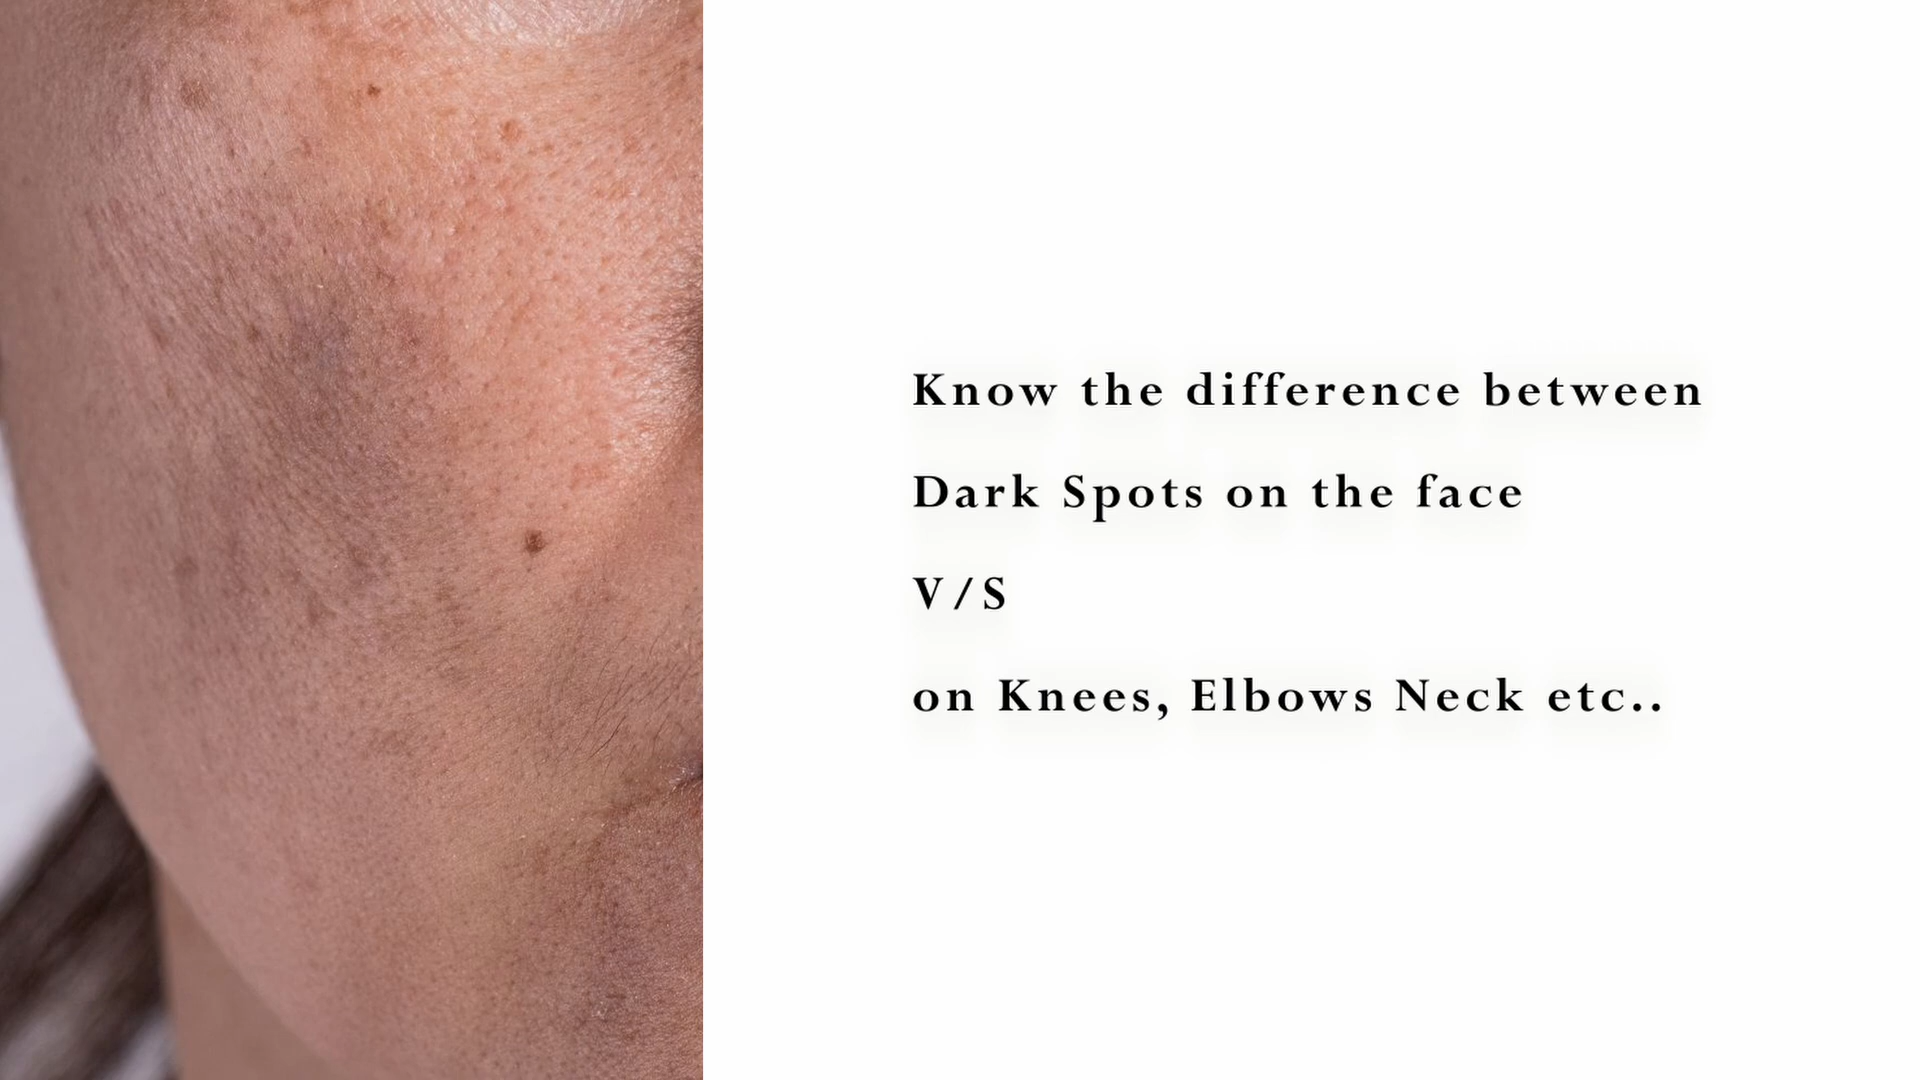 Know the difference between
Dark Spots on the face
V/S
on Knees, Elbows Neck etc..